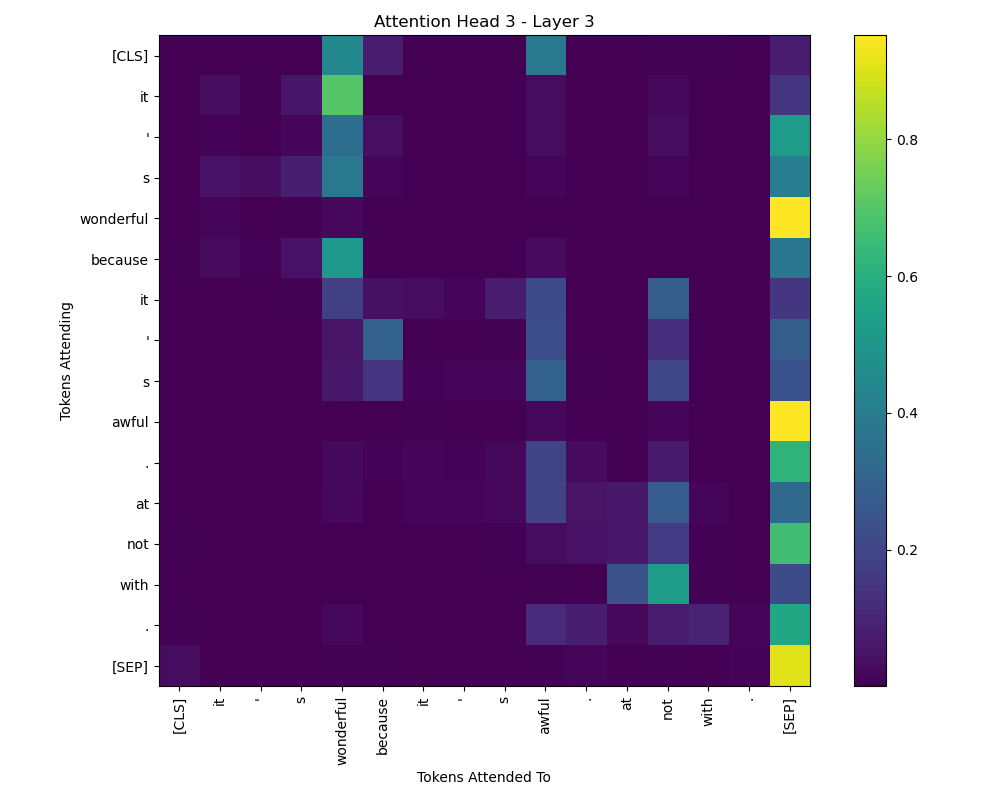 Attention Head 3 - Layer 3
[CLS]
it
'
s
wonderful
because
it
'
s
awful
.
at
not
with
.
[SEP]
Tokens Attending
[CLS]
it
'
s
wonderful
because
it
'
s
awful
.
at
not
with
.
[SEP]
Tokens Attended To
0.8
0.6
0.4
0.2